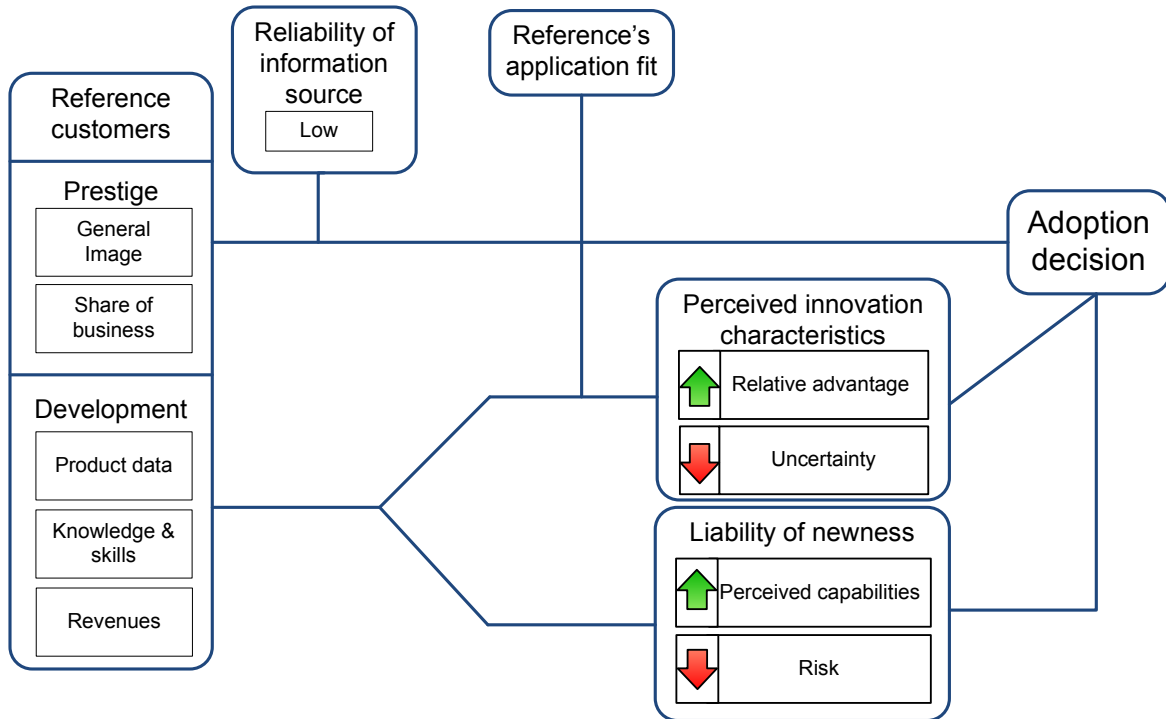 Reference
customers
Prestige
General
Image
Share of
business
Development
Product data
Knowledge &
skills
Revenues
Reliability of
information
source
Low
Reference’s
application fit
Adoption
decision
Perceived innovation
characteristics
Relative advantage
Uncertainty
Liability of newness
Perceived capabilities
Risk